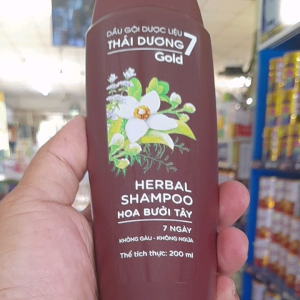 DẦU GỘI DƯỢC LIỆU
THÁI DƯƠNG 7
Gold
HERBAL
SHAMPOO
HOA BƯỞI TÂY
7 NGÀY
KHÔNG GÀU - KHÔNG NGỨA
Thể tích thực: 200 ml